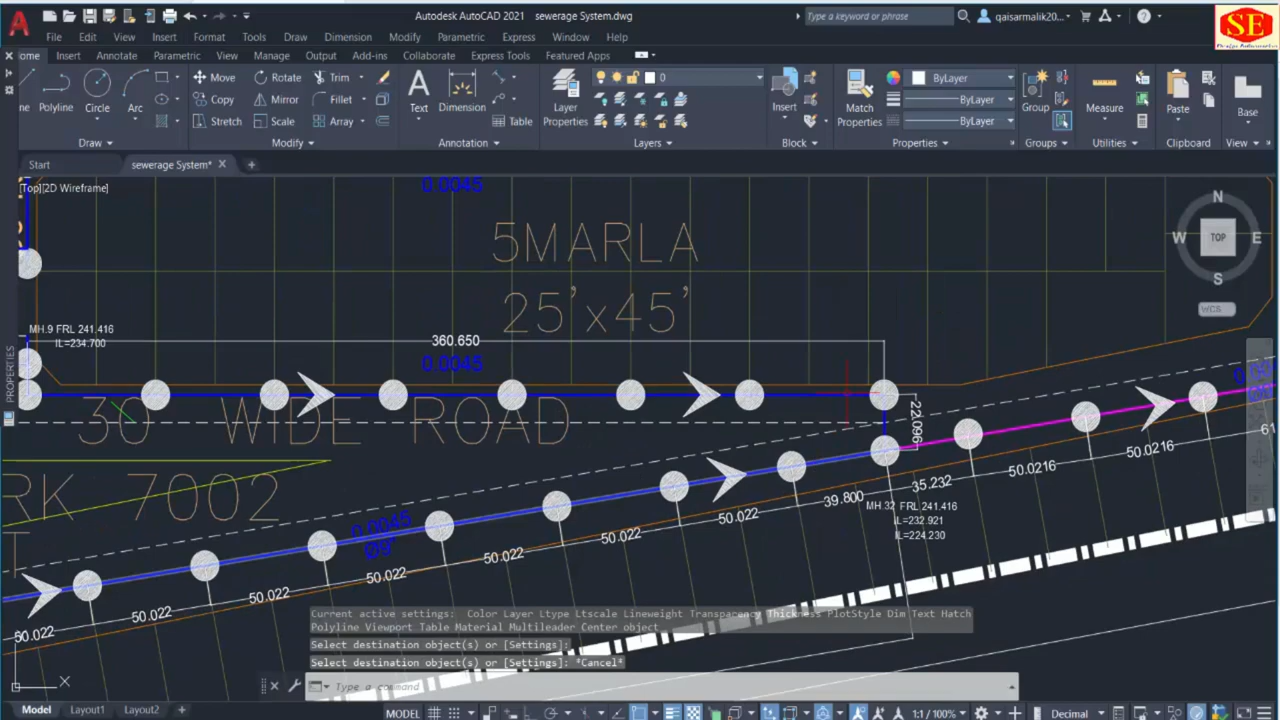 Autodesk AutoCAD 2021 sewerage System.dwg
Type a keyword or phrase
qaisarmalik20...
SE
File Edit View Insert Format Tools Draw Dimension Modify Parametric Express Window Help
Insert Annotate Parametric View Manage Output Add-ins Collaborate Express Tools Featured Apps
Polyline Circle Arc
Move Rotate Trim
Copy Mirror Fillet
Stretch Scale Array
Text Dimension Table
Layer Properties
0
Insert
Match Properties
ByLayer
ByLayer
ByLayer
Group
Measure
Paste
Base
Draw Modify Annotation Layers Block Properties Groups Utilities Clipboard View
Start sewerage System*
[Top][2D Wireframe]
0.0045
5MARLA
25'x45'
N
W TOP E
S
WCS
PROPERTIES
MH.9 FRL 241.416
IL=234.700
360.650
0.0045
30 WIDE ROAD
22.096
RK 7002
0.0045
Ø9"
50.022
50.022
50.022
50.022
50.022
50.022
50.022
39.800
35.232
50.0216
50.0216
61
MH.32 FRL 241.416
IL=232.921
IL=224.230
Current active settings: Color Layer Ltype Ltscale Lineweight Transparency Thickness PlotStyle Dim Text Hatch
Polyline Viewport Table Material Multileader Center object
Select destination object(s) or [Settings]:
Select destination object(s) or [Settings]: *Cancel*
Type a command
X
Model Layout1 Layout2
MODEL 1:1 / 100% Decimal